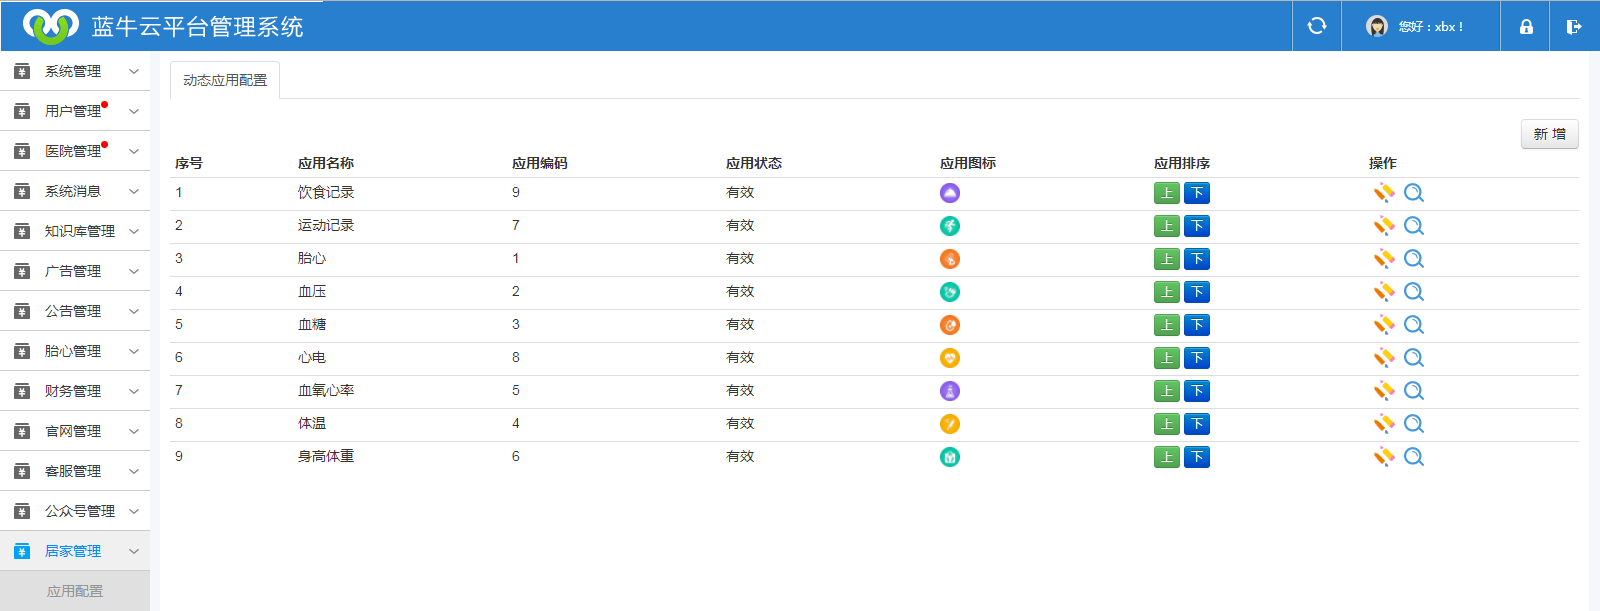 蓝牛云平台管理系统 您好：xbx！
系统管理
用户管理
医院管理
系统消息
知识库管理
广告管理
公告管理
胎心管理
财务管理
官网管理
客服管理
公众号管理
居家管理
应用配置
动态应用配置
新 增
序号 应用名称 应用编码 应用状态 应用图标 应用排序 操作
1 饮食记录 9 有效 上 下
2 运动记录 7 有效 上 下
3 胎心 1 有效 上 下
4 血压 2 有效 上 下
5 血糖 3 有效 上 下
6 心电 8 有效 上 下
7 血氧心率 5 有效 上 下
8 体温 4 有效 上 下
9 身高体重 6 有效 上 下